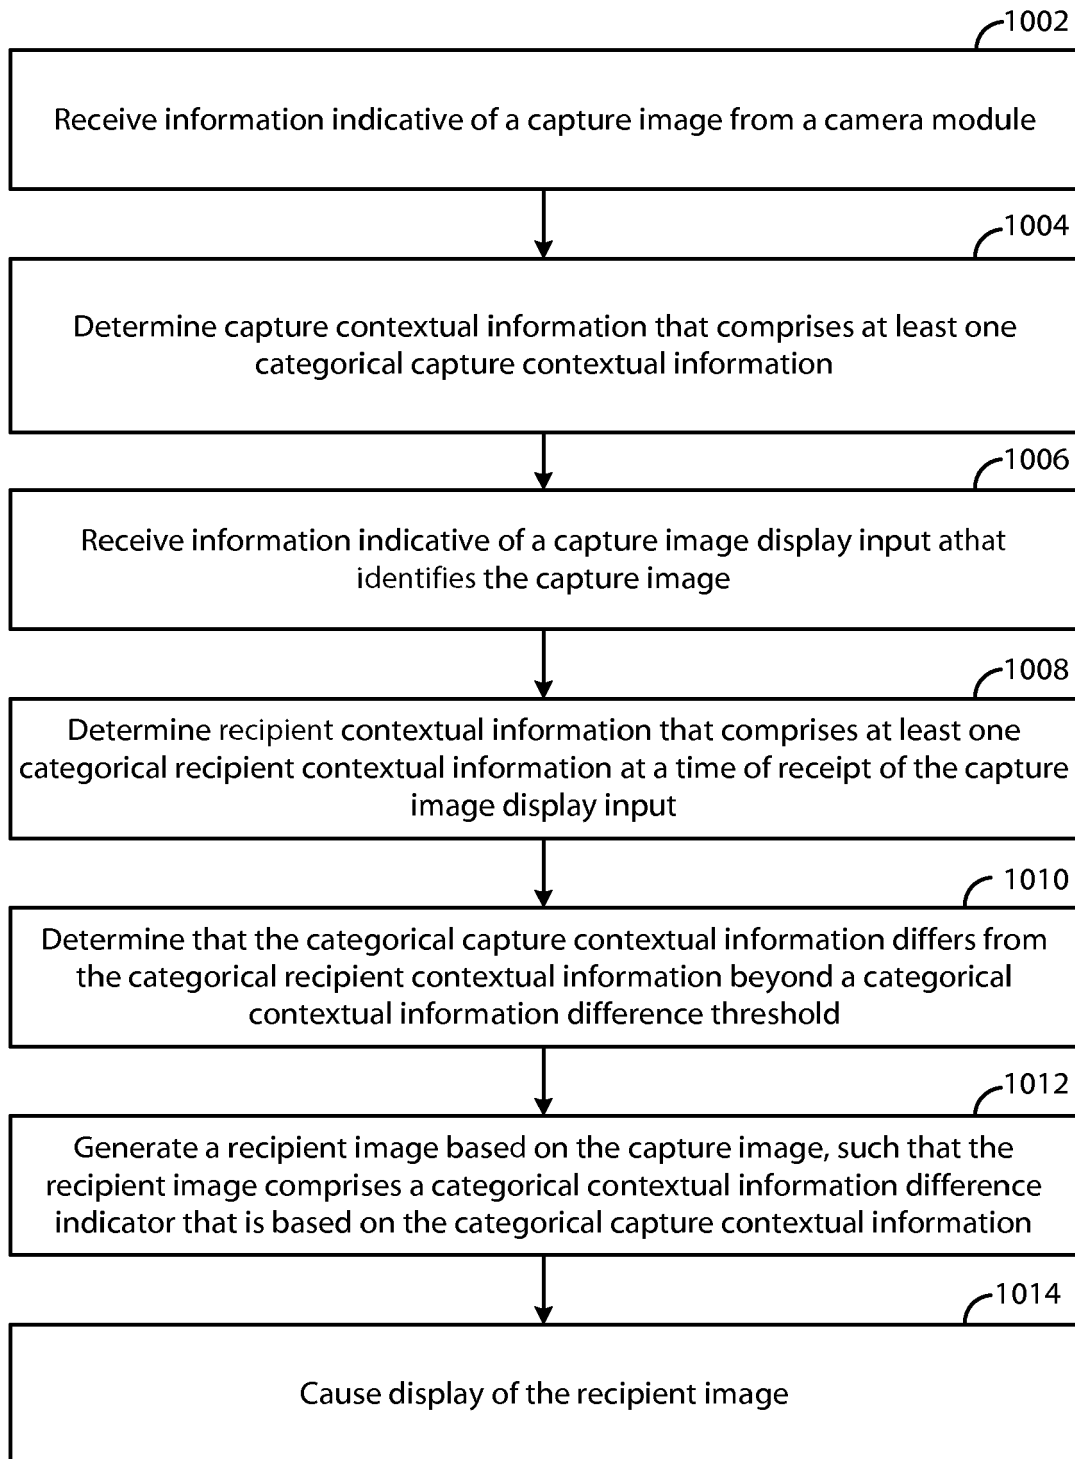 1002
Receive information indicative of a capture image from a camera module
1004
Determine capture contextual information that comprises at least one
categorical capture contextual information
1006
Receive information indicative of a capture image display input athat
identifies the capture image
1008
Determine recipient contextual information that comprises at least one
categorical recipient contextual information at a time of receipt of the capture
image display input
1010
Determine that the categorical capture contextual information differs from
the categorical recipient contextual information beyond a categorical
contextual information difference threshold
1012
Generate a recipient image based on the capture image, such that the
recipient image comprises a categorical contextual information difference
indicator that is based on the categorical capture contextual information
1014
Cause display of the recipient image